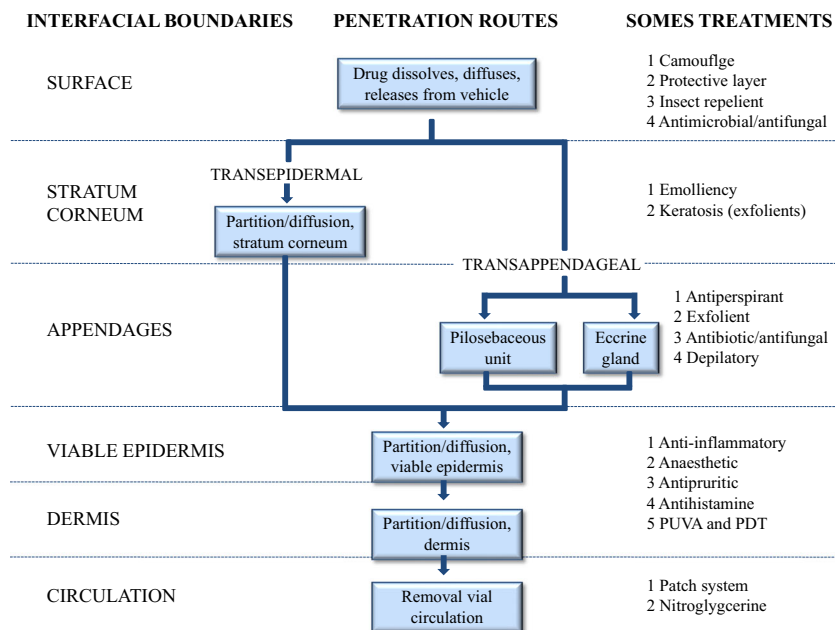 INTERFACIAL BOUNDARIES
PENETRATION ROUTES
SOMES TREATMENTS
SURFACE
Drug dissolves, diffuses,
releases from vehicle
1 Camouflge
2 Protective layer
3 Insect repelient
4 Antimicrobial/antifungal
TRANSEPIDERMAL
STRATUM
CORNEUM
Partition/diffusion,
stratum corneum
1 Emolliency
2 Keratosis (exfolients)
TRANSAPPENDAGEAL
APPENDAGES
Pilosebaceous
unit
Eccrine
gland
1 Antiperspirant
2 Exfolient
3 Antibiotic/antifungal
4 Depilatory
VIABLE EPIDERMIS
Partition/diffusion,
viable epidermis
1 Anti-inflammatory
2 Anaesthetic
3 Antipruritic
4 Antihistamine
5 PUVA and PDT
DERMIS
Partition/diffusion,
dermis
CIRCULATION
Removal vial
circulation
1 Patch system
2 Nitroglygcerine